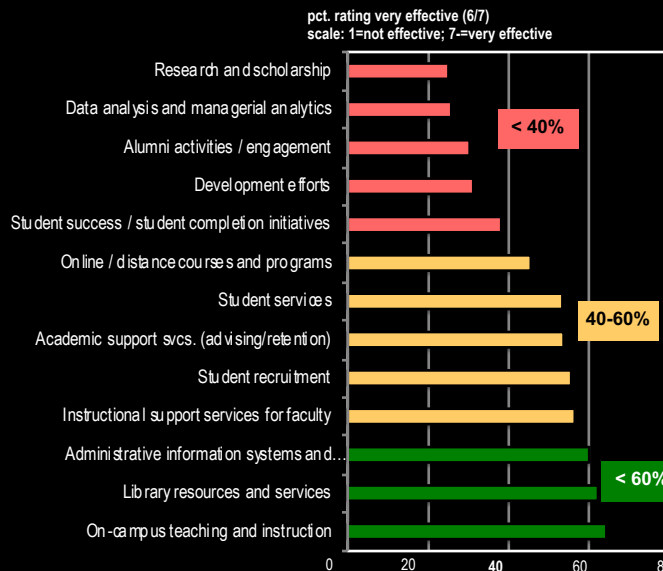 pct. rating very effective (6/7)
scale: 1=not effective; 7-=very effective
Research and scholarship
Data analysis and managerial analytics
< 40%
Alumni activities / engagement
Development efforts
Student success / student completion initiatives
Online / distance courses and programs
Student services
40-60%
Academic support svcs. (advising/retention)
Student recruitment
Instructional support services for faculty
Administrative information systems and...
< 60%
Library resources and services
On-campus teaching and instruction
0 20 40 60 8